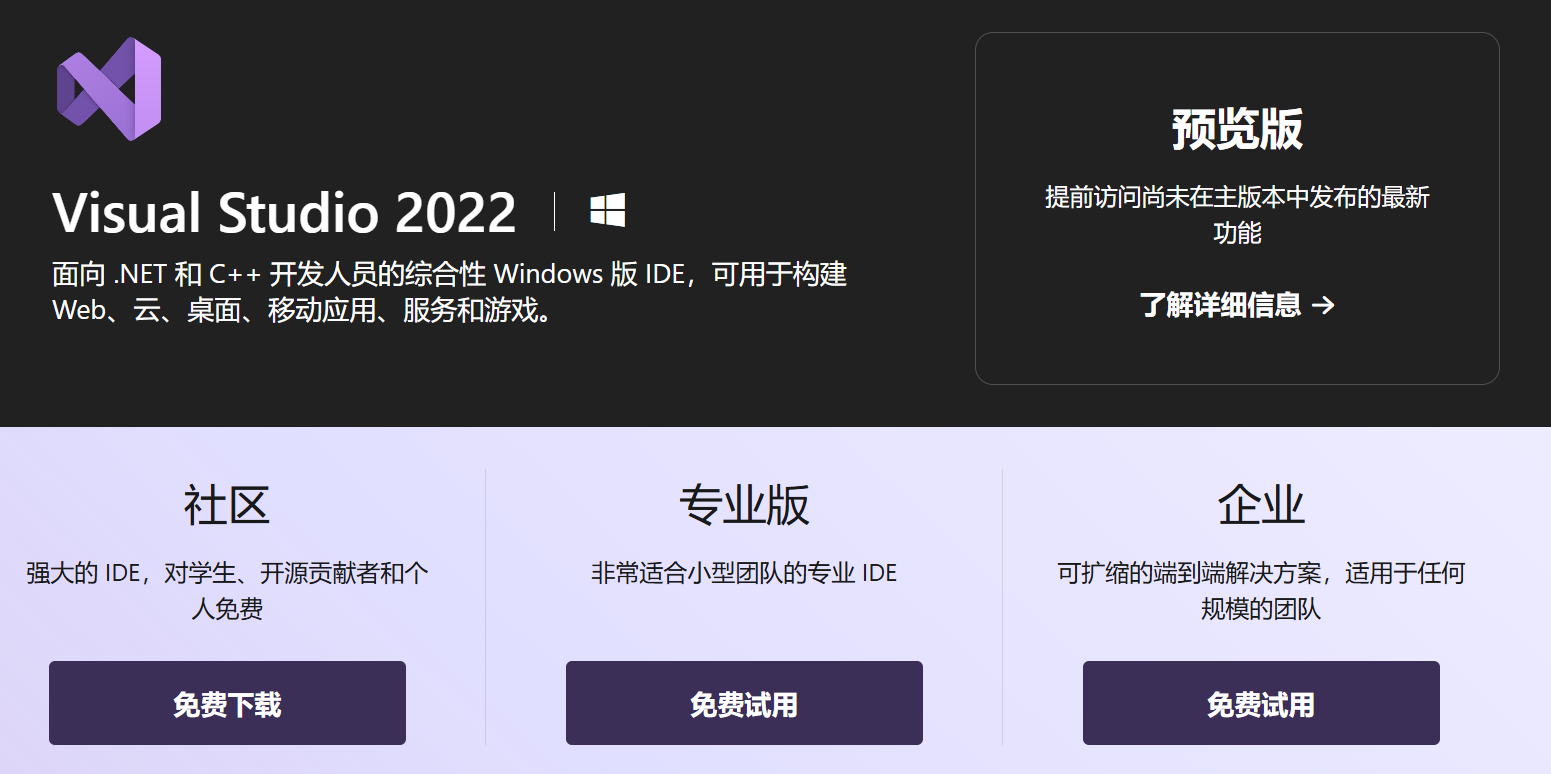 Visual Studio 2022
面向 .NET 和 C++ 开发人员的综合性 Windows 版 IDE，可用于构建
Web、云、桌面、移动应用、服务和游戏。
预览版
提前访问尚未在主版本中发布的最新
功能
了解详细信息 →
社区
强大的 IDE，对学生、开源贡献者和个
人免费
免费下载
专业版
非常适合小型团队的专业 IDE
免费试用
企业
可扩缩的端到端解决方案，适用于任何
规模的团队
免费试用